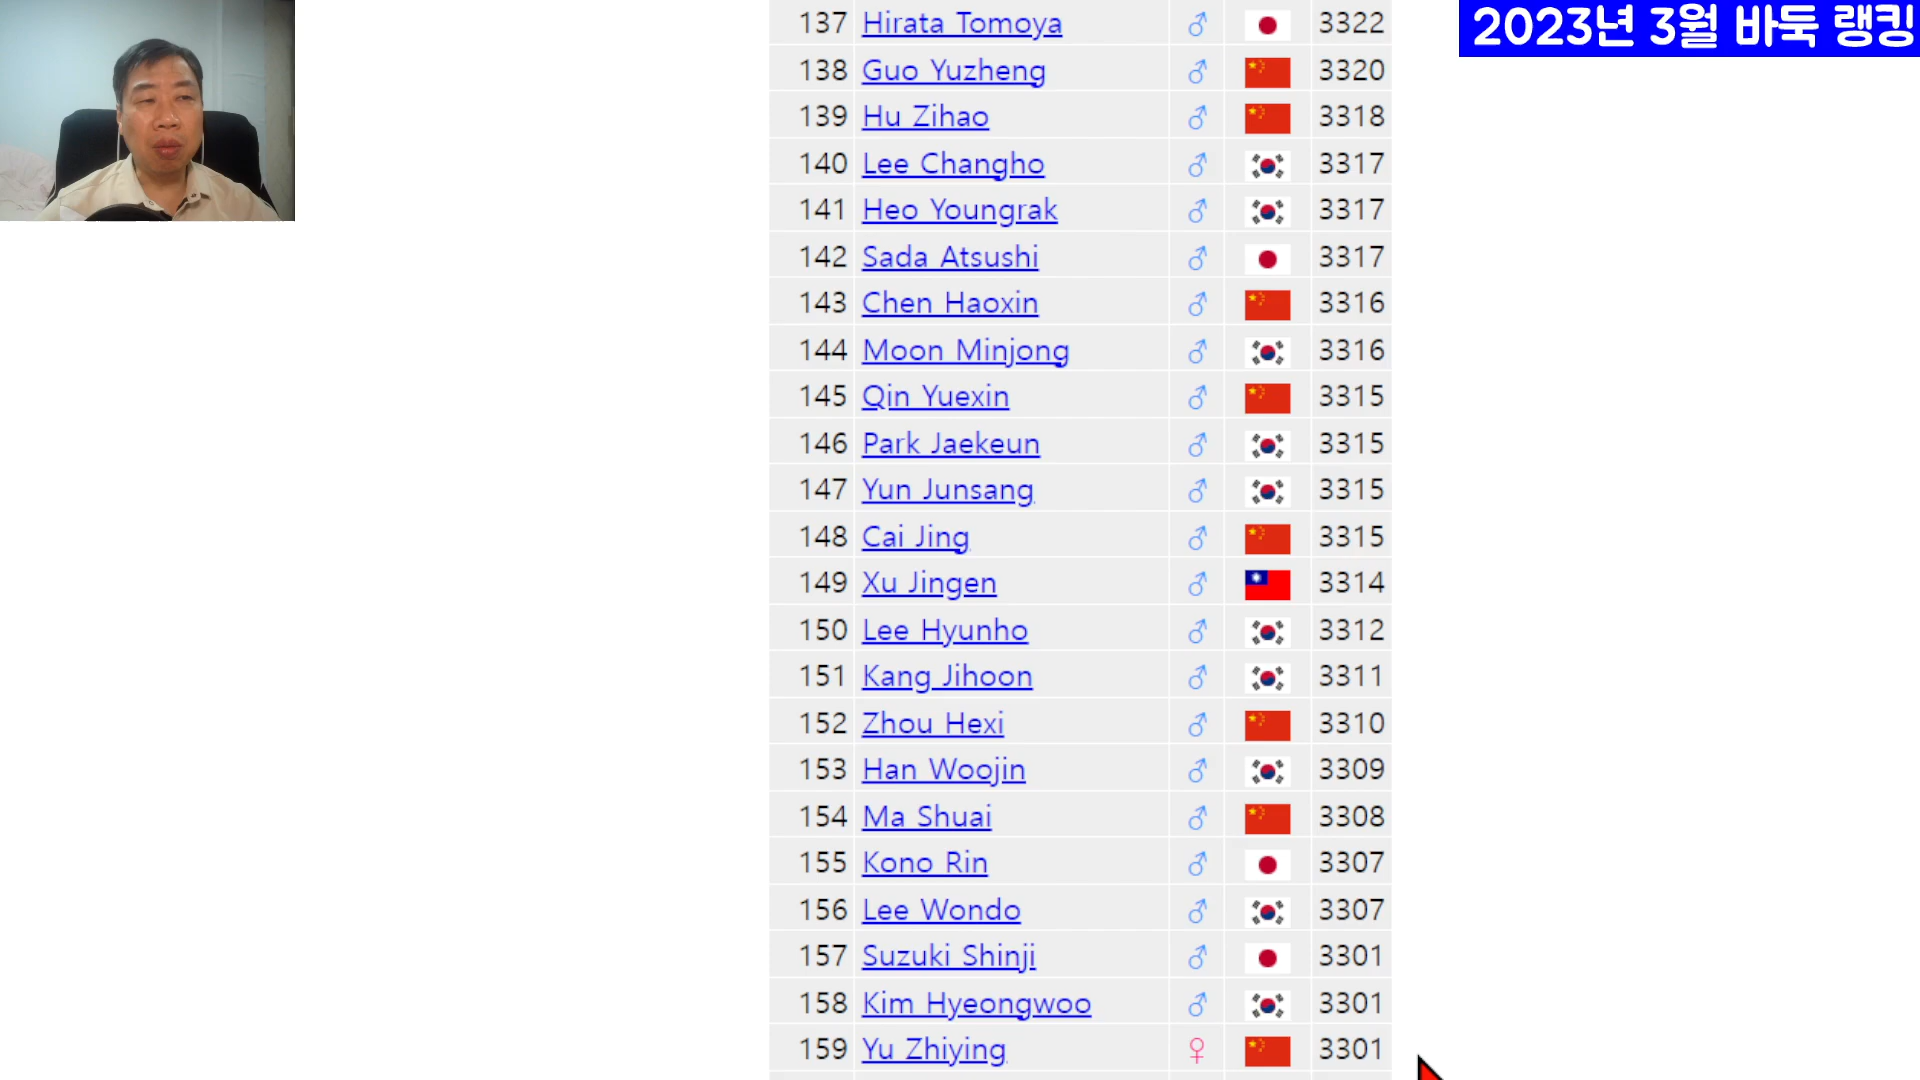 2023년 3월 바둑 랭킹
137 Hirata Tomoya ♂ 3322
138 Guo Yuzheng ♂ 3320
139 Hu Zihao ♂ 3318
140 Lee Changho ♂ 3317
141 Heo Youngrak ♂ 3317
142 Sada Atsushi ♂ 3317
143 Chen Haoxin ♂ 3316
144 Moon Minjong ♂ 3316
145 Qin Yuexin ♂ 3315
146 Park Jaekeun ♂ 3315
147 Yun Junsang ♂ 3315
148 Cai Jing ♂ 3315
149 Xu Jingen ♂ 3314
150 Lee Hyunho ♂ 3312
151 Kang Jihoon ♂ 3311
152 Zhou Hexi ♂ 3310
153 Han Woojin ♂ 3309
154 Ma Shuai ♂ 3308
155 Kono Rin ♂ 3307
156 Lee Wondo ♂ 3307
157 Suzuki Shinji ♂ 3301
158 Kim Hyeongwoo ♂ 3301
159 Yu Zhiying ♀ 3301